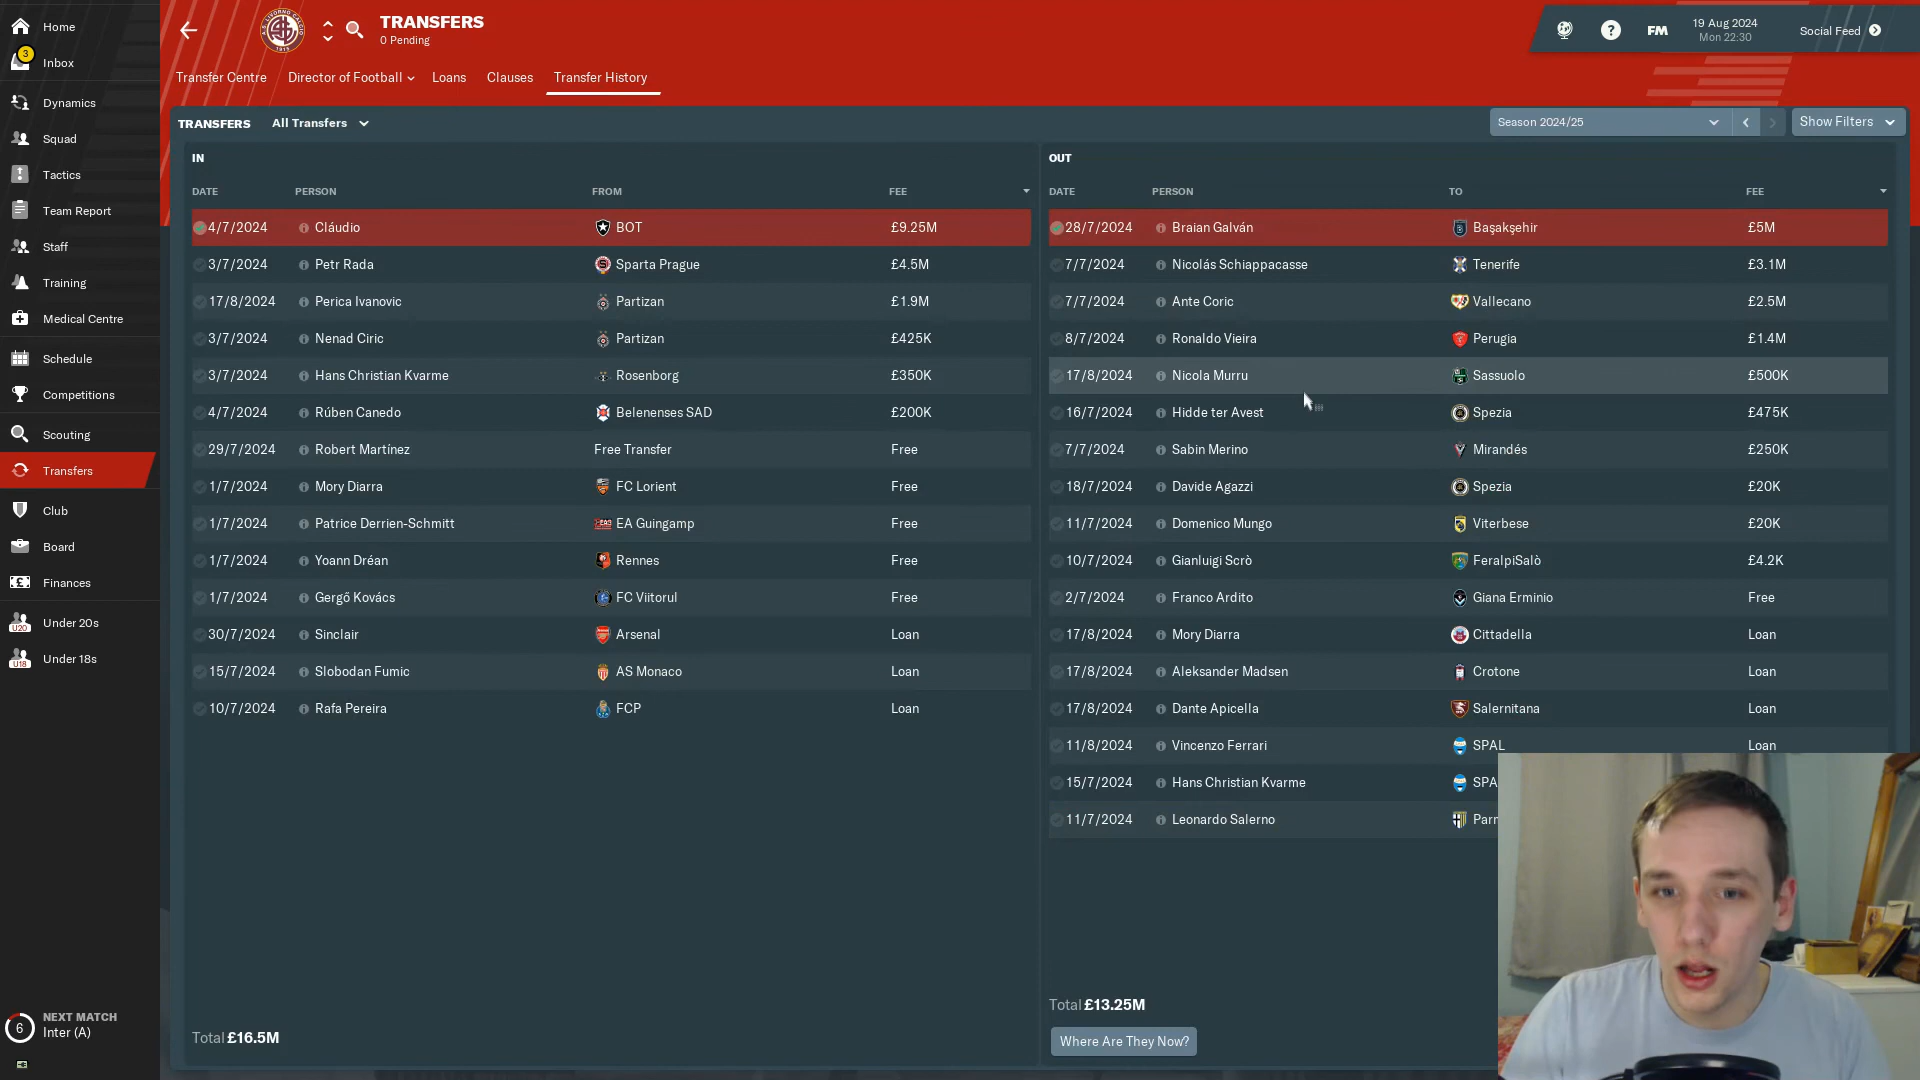 Home
3
Inbox
Dynamics
Squad
Tactics
Team Report
Staff
Training
Medical Centre
Schedule
Competitions
Scouting
Transfers
Club
Board
Finances
U20
Under 20s
U18
Under 18s
6
NEXT MATCH
Inter (A)
TRANSFERS
0 Pending
FM
19 Aug 2024
Mon 22:30
Social Feed
Transfer Centre
Director of Football
Loans
Clauses
Transfer History
TRANSFERS
All Transfers
Season 2024/25
Show Filters
IN
DATE PERSON FROM FEE
4/7/2024 Cláudio BOT £9.25M
3/7/2024 Petr Rada Sparta Prague £4.5M
17/8/2024 Perica Ivanovic Partizan £1.9M
3/7/2024 Nenad Ciric Partizan £425K
3/7/2024 Hans Christian Kvarme Rosenborg £350K
4/7/2024 Rúben Canedo Belenenses SAD £200K
29/7/2024 Robert Martínez Free Transfer Free
1/7/2024 Mory Diarra FC Lorient Free
1/7/2024 Patrice Derrien-Schmitt EA Guingamp Free
1/7/2024 Yoann Dréan Rennes Free
1/7/2024 Gergő Kovács FC Viitorul Free
30/7/2024 Sinclair Arsenal Loan
15/7/2024 Slobodan Fumic AS Monaco Loan
10/7/2024 Rafa Pereira FCP Loan
Total £16.5M
OUT
DATE PERSON TO FEE
28/7/2024 Braian Galván Başakşehir £5M
7/7/2024 Nicolás Schiappacasse Tenerife £3.1M
7/7/2024 Ante Coric Vallecano £2.5M
8/7/2024 Ronaldo Vieira Perugia £1.4M
17/8/2024 Nicola Murru Sassuolo £500K
16/7/2024 Hidde ter Avest Spezia £475K
7/7/2024 Sabin Merino Mirandés £250K
18/7/2024 Davide Agazzi Spezia £20K
11/7/2024 Domenico Mungo Viterbese £20K
10/7/2024 Gianluigi Scrò FeralpiSalò £4.2K
2/7/2024 Franco Ardito Giana Erminio Free
17/8/2024 Mory Diarra Cittadella Loan
17/8/2024 Aleksander Madsen Crotone Loan
17/8/2024 Dante Apicella Salernitana Loan
11/8/2024 Vincenzo Ferrari SPAL Loan
15/7/2024 Hans Christian Kvarme SPA
11/7/2024 Leonardo Salerno Parm
Total £13.25M
Where Are They Now?